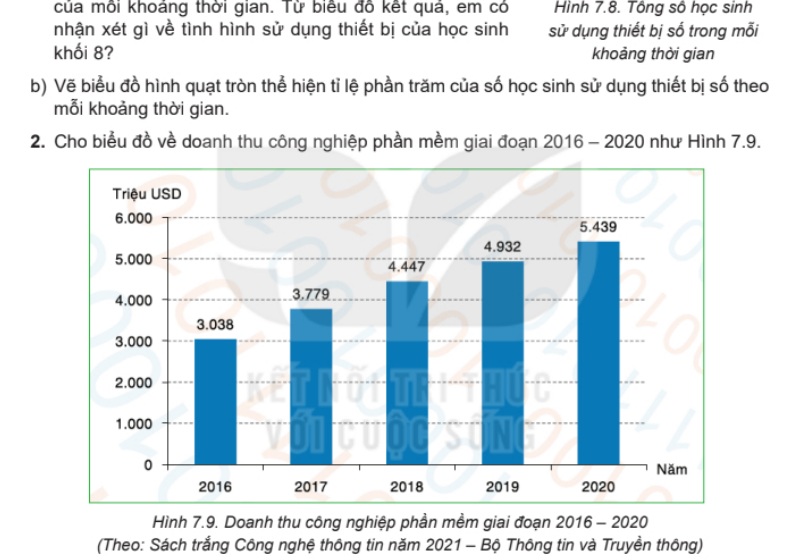 của mỗi khoảng thời gian. Từ biểu đồ kết quả, em có
nhận xét gì về tình hình sử dụng thiết bị của học sinh
khối 8?
Hình 7.8. Tổng số học sinh
sử dụng thiết bị số trong mỗi
khoảng thời gian
b) Vẽ biểu đồ hình quạt tròn thể hiện tỉ lệ phần trăm của số học sinh sử dụng thiết bị số theo
mỗi khoảng thời gian.
2. Cho biểu đồ về doanh thu công nghiệp phần mềm giai đoạn 2016 – 2020 như Hình 7.9.
Triệu USD
6.000
5.000
4.000
3.000
2.000
1.000
0
3.038
3.779
4.447
4.932
5.439
2016
2017
2018
2019
2020
Năm
KẾT NỐI TRI THỨC
VỚI CUỘC SỐNG
Hình 7.9. Doanh thu công nghiệp phần mềm giai đoạn 2016 – 2020
(Theo: Sách trắng Công nghệ thông tin năm 2021 – Bộ Thông tin và Truyền thông)